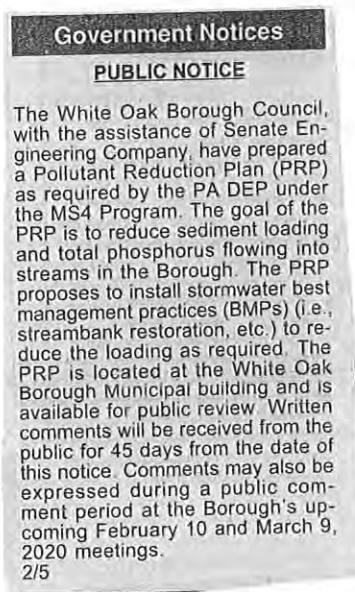 Government Notices
PUBLIC NOTICE
The White Oak Borough Council,
with the assistance of Senate En-
gineering Company, have prepared
a Pollutant Reduction Plan (PRP)
as required by the PA DEP under
the MS4 Program. The goal of the
PRP is to reduce sediment loading
and total phosphorus flowing into
streams in the Borough. The PRP
proposes to install stormwater best
management practices (BMPs) (i.e.,
streambank restoration, etc.) to re-
duce the loading as required. The
PRP is located at the White Oak
Borough Municipal building and is
available for public review. Written
comments will be received from the
public for 45 days from the date of
this notice. Comments may also be
expressed during a public com-
ment period at the Borough's up-
coming February 10 and March 9,
2020 meetings.
2/5